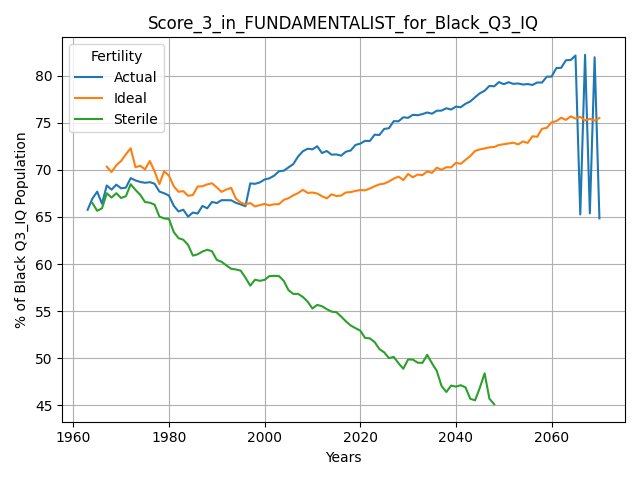 Score_3_in_FUNDAMENTALIST_for_Black_Q3_IQ
Fertility
Actual
Ideal
Sterile
% of Black Q3_IQ Population
80
75
70
65
60
55
50
45
1960
1980
2000
2020
2040
2060
Years